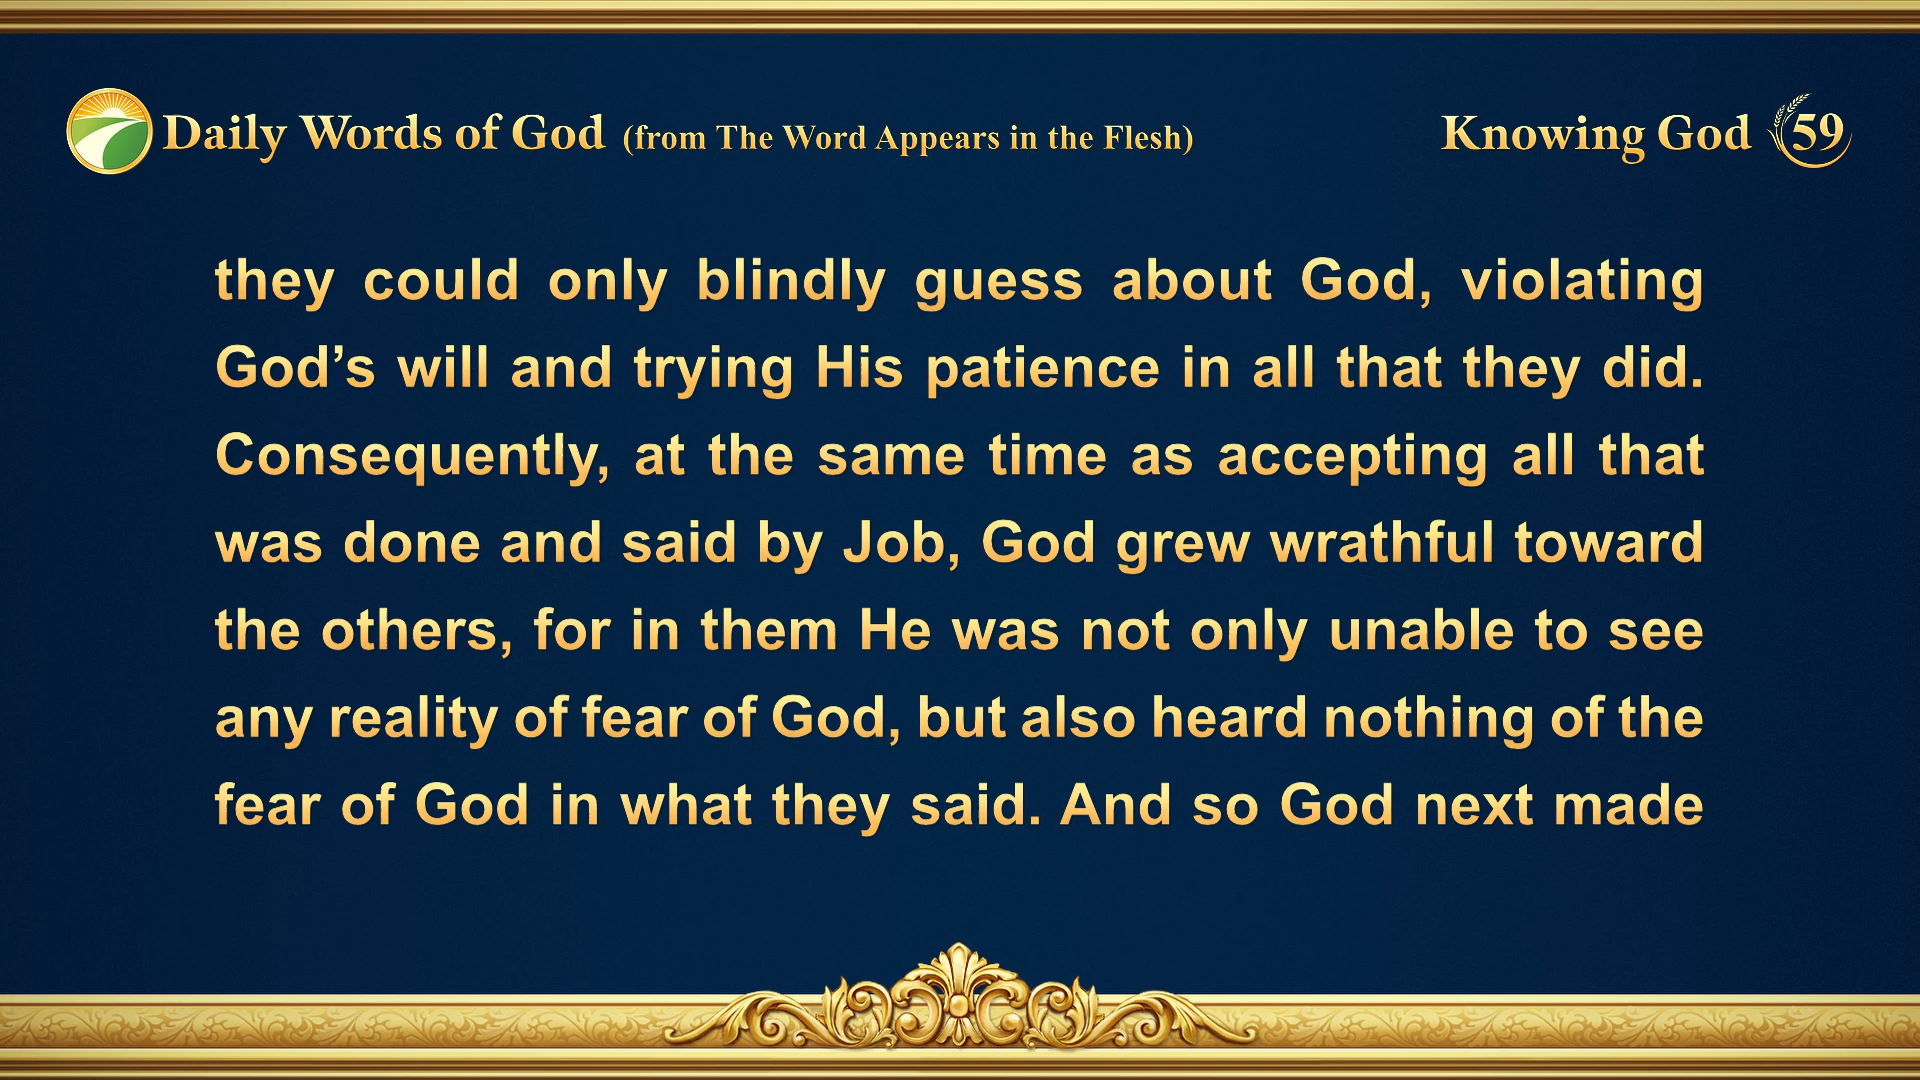 Daily Words of God (from The Word Appears in the Flesh)
Knowing God 59
they could only blindly guess about God, violating
God’s will and trying His patience in all that they did.
Consequently, at the same time as accepting all that
was done and said by Job, God grew wrathful toward
the others, for in them He was not only unable to see
any reality of fear of God, but also heard nothing of the
fear of God in what they said. And so God next made